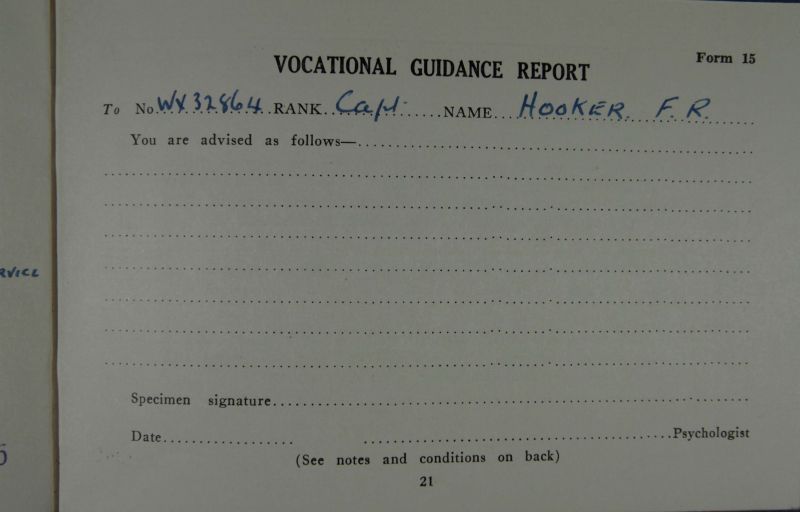 Form 15
VOCATIONAL GUIDANCE REPORT
To No. WX32864 RANK Capt. NAME HOOKER. F. R.
You are advised as follows—
RVICE
Specimen signature
Date Psychologist
(See notes and conditions on back)
21